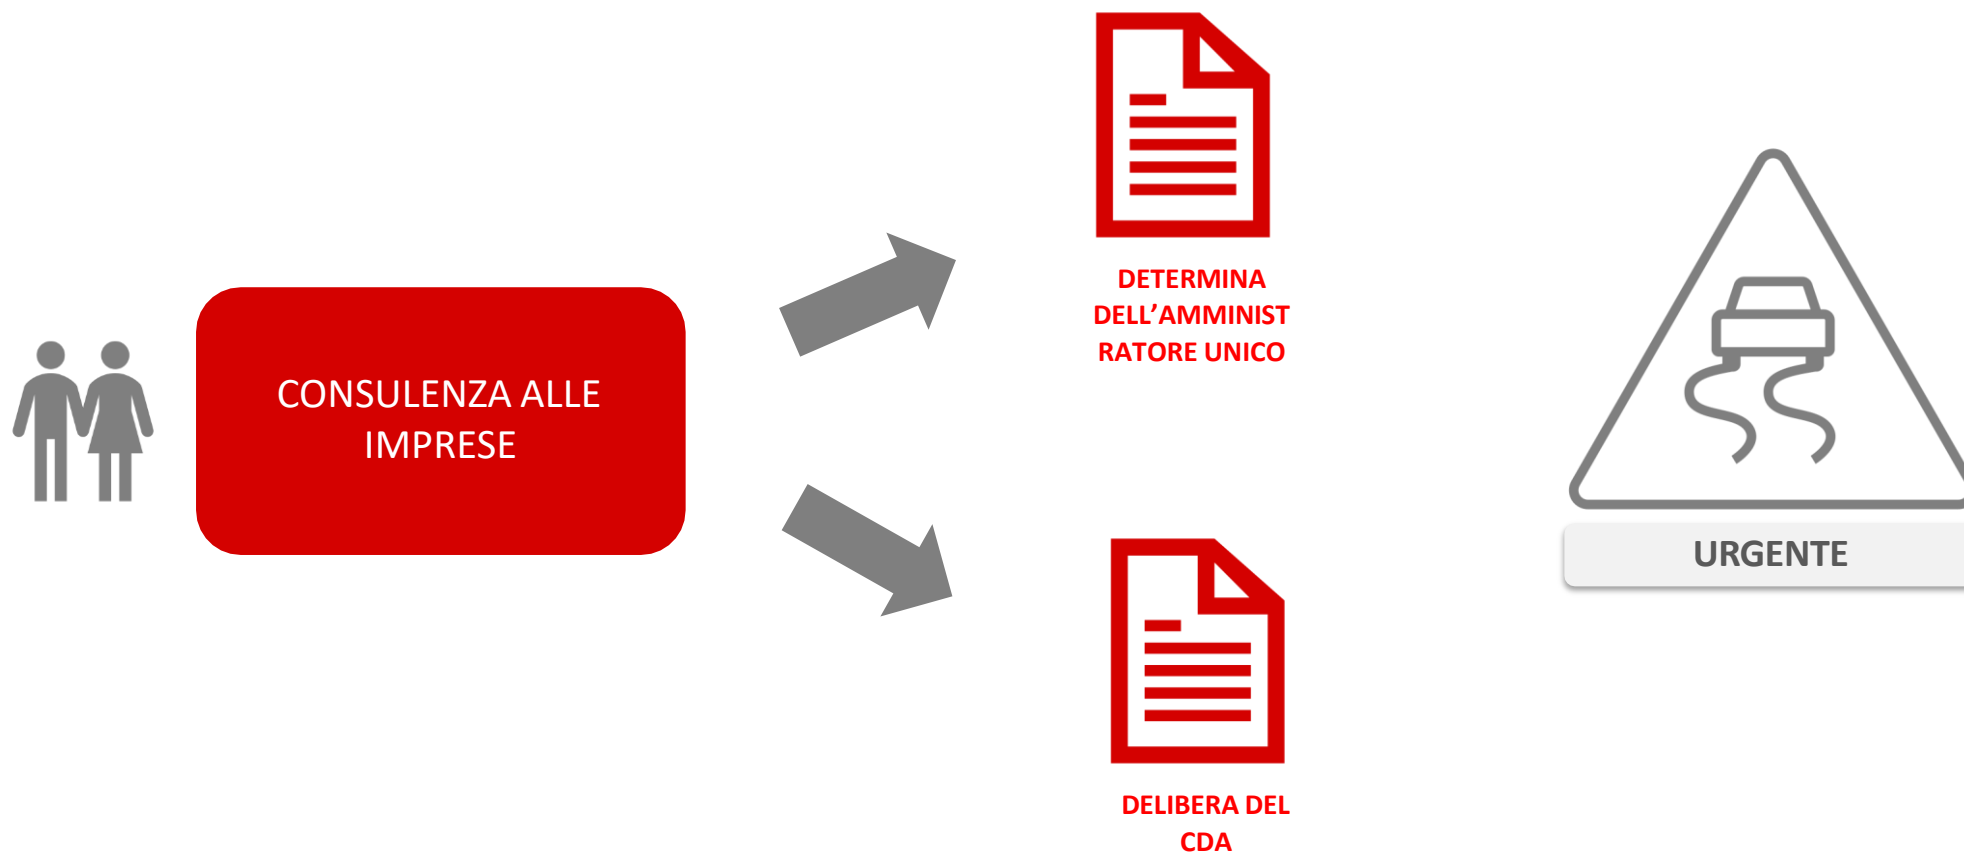 CONSULENZA ALLE
IMPRESE
DETERMINA
DELL’AMMINIST
RATORE UNICO
DELIBERA DEL
CDA
URGENTE